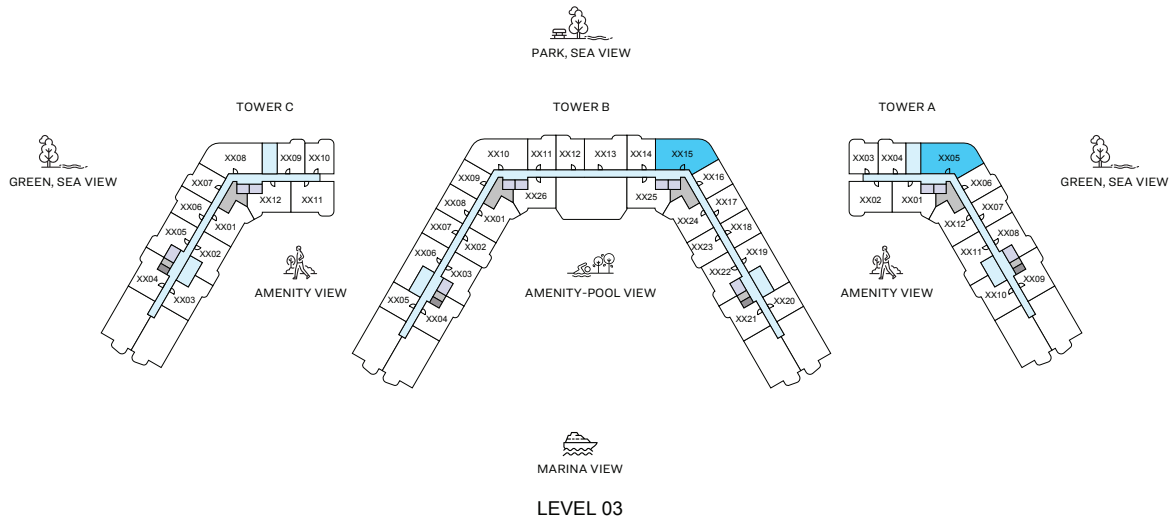 PARK, SEA VIEW
TOWER C
TOWER B
TOWER A
GREEN, SEA VIEW
GREEN, SEA VIEW
XX08
XX09
XX10
XX07
XX12
XX11
XX06
XX01
XX05
XX02
XX04
XX03
XX10
XX11
XX12
XX13
XX14
XX15
XX09
XX26
XX25
XX16
XX08
XX01
XX24
XX17
XX07
XX02
XX23
XX18
XX06
XX03
XX22
XX19
XX05
XX04
XX21
XX20
XX03
XX04
XX05
XX02
XX01
XX06
XX12
XX07
XX11
XX08
XX10
XX09
AMENITY VIEW
AMENITY-POOL VIEW
AMENITY VIEW
MARINA VIEW
LEVEL 03